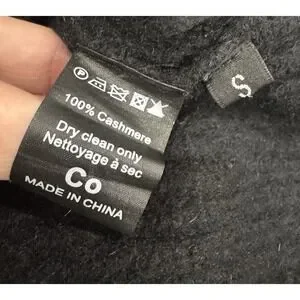 100% Cashmere
Dry clean only
Nettoyage à sec
Co
MADE IN CHINA
S